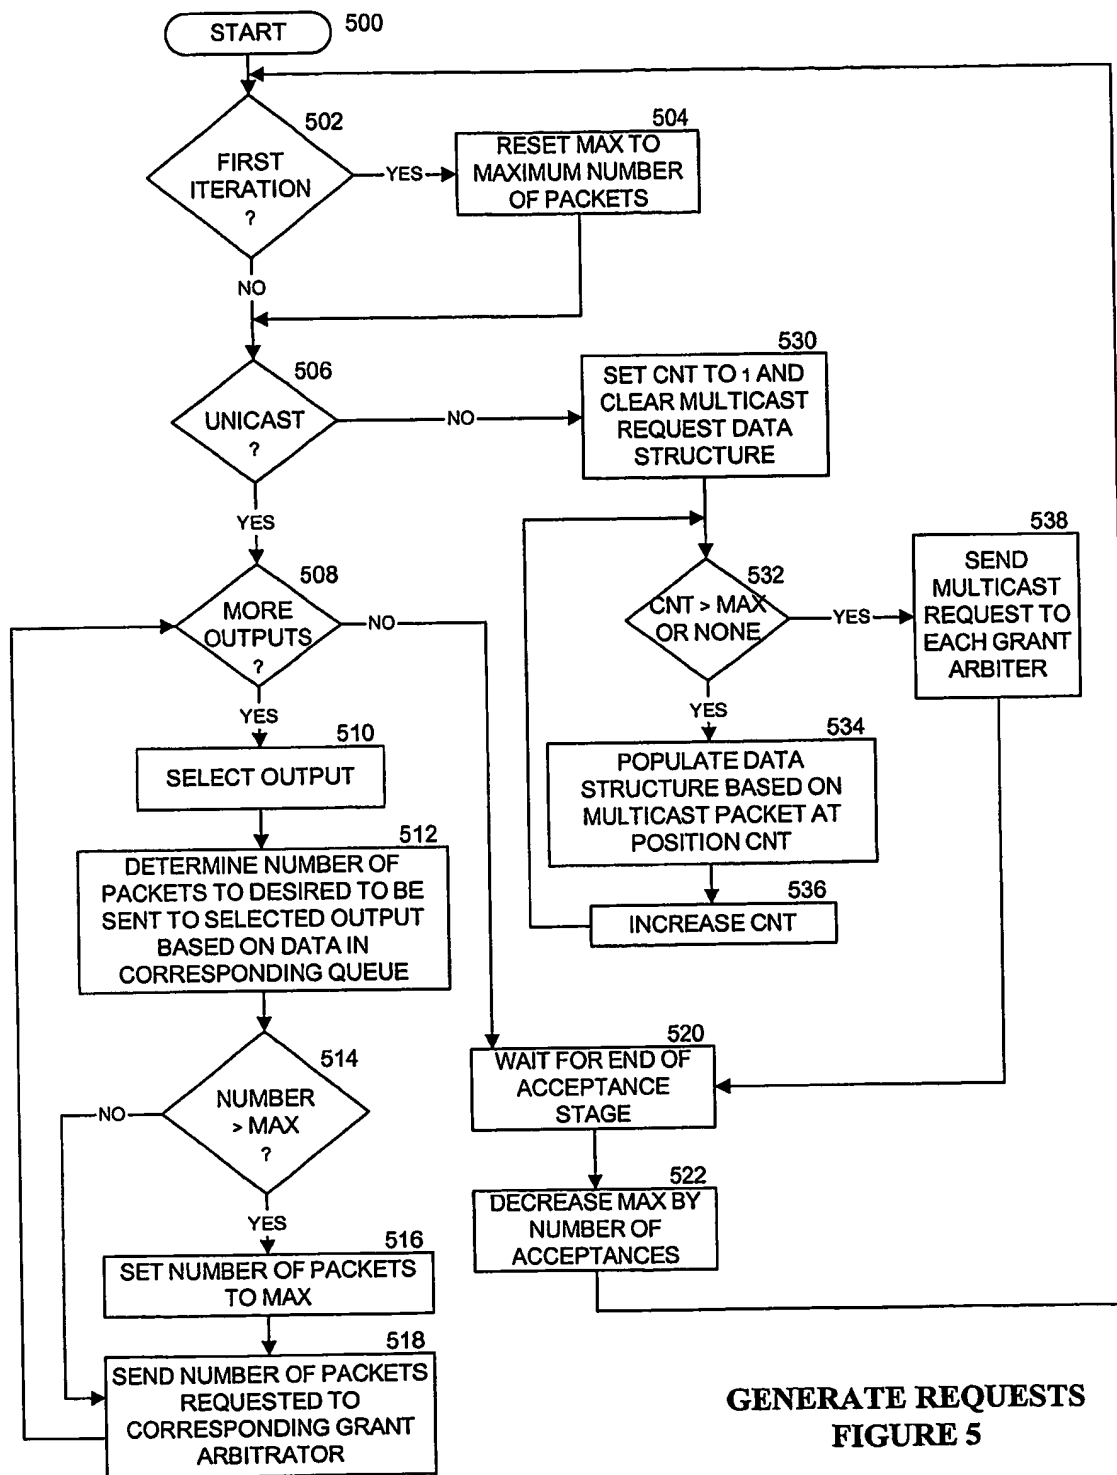 START
500
502
FIRST
ITERATION
?
YES
504
RESET MAX TO
MAXIMUM NUMBER
OF PACKETS
NO
506
UNICAST
?
NO
530
SET CNT TO 1 AND
CLEAR MULTICAST
REQUEST DATA
STRUCTURE
YES
508
MORE
OUTPUTS
?
NO
532
CNT > MAX
OR NONE
YES
538
SEND
MULTICAST
REQUEST TO
EACH GRANT
ARBITER
YES
510
SELECT OUTPUT
YES
534
POPULATE DATA
STRUCTURE BASED ON
MULTICAST PACKET AT
POSITION CNT
512
DETERMINE NUMBER OF
PACKETS TO DESIRED TO BE
SENT TO SELECTED OUTPUT
BASED ON DATA IN
CORRESPONDING QUEUE
536
INCREASE CNT
514
NUMBER
> MAX
?
NO
520
WAIT FOR END OF
ACCEPTANCE
STAGE
YES
516
SET NUMBER OF PACKETS
TO MAX
522
DECREASE MAX BY
NUMBER OF
ACCEPTANCES
518
SEND NUMBER OF PACKETS
REQUESTED TO
CORRESPONDING GRANT
ARBITRATOR
GENERATE REQUESTS
FIGURE 5